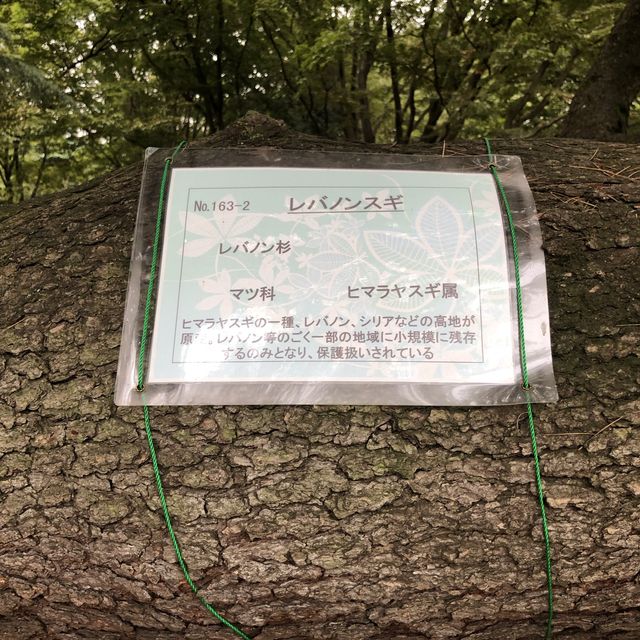 No.163-2 レバノンスギ
レバノン杉
マツ科 ヒマラヤスギ属
ヒマラヤスギの一種、レバノン、シリアなどの高地が
原産。レバノン等のごく一部の地域に小規模に残存
するのみとなり、保護扱いされている